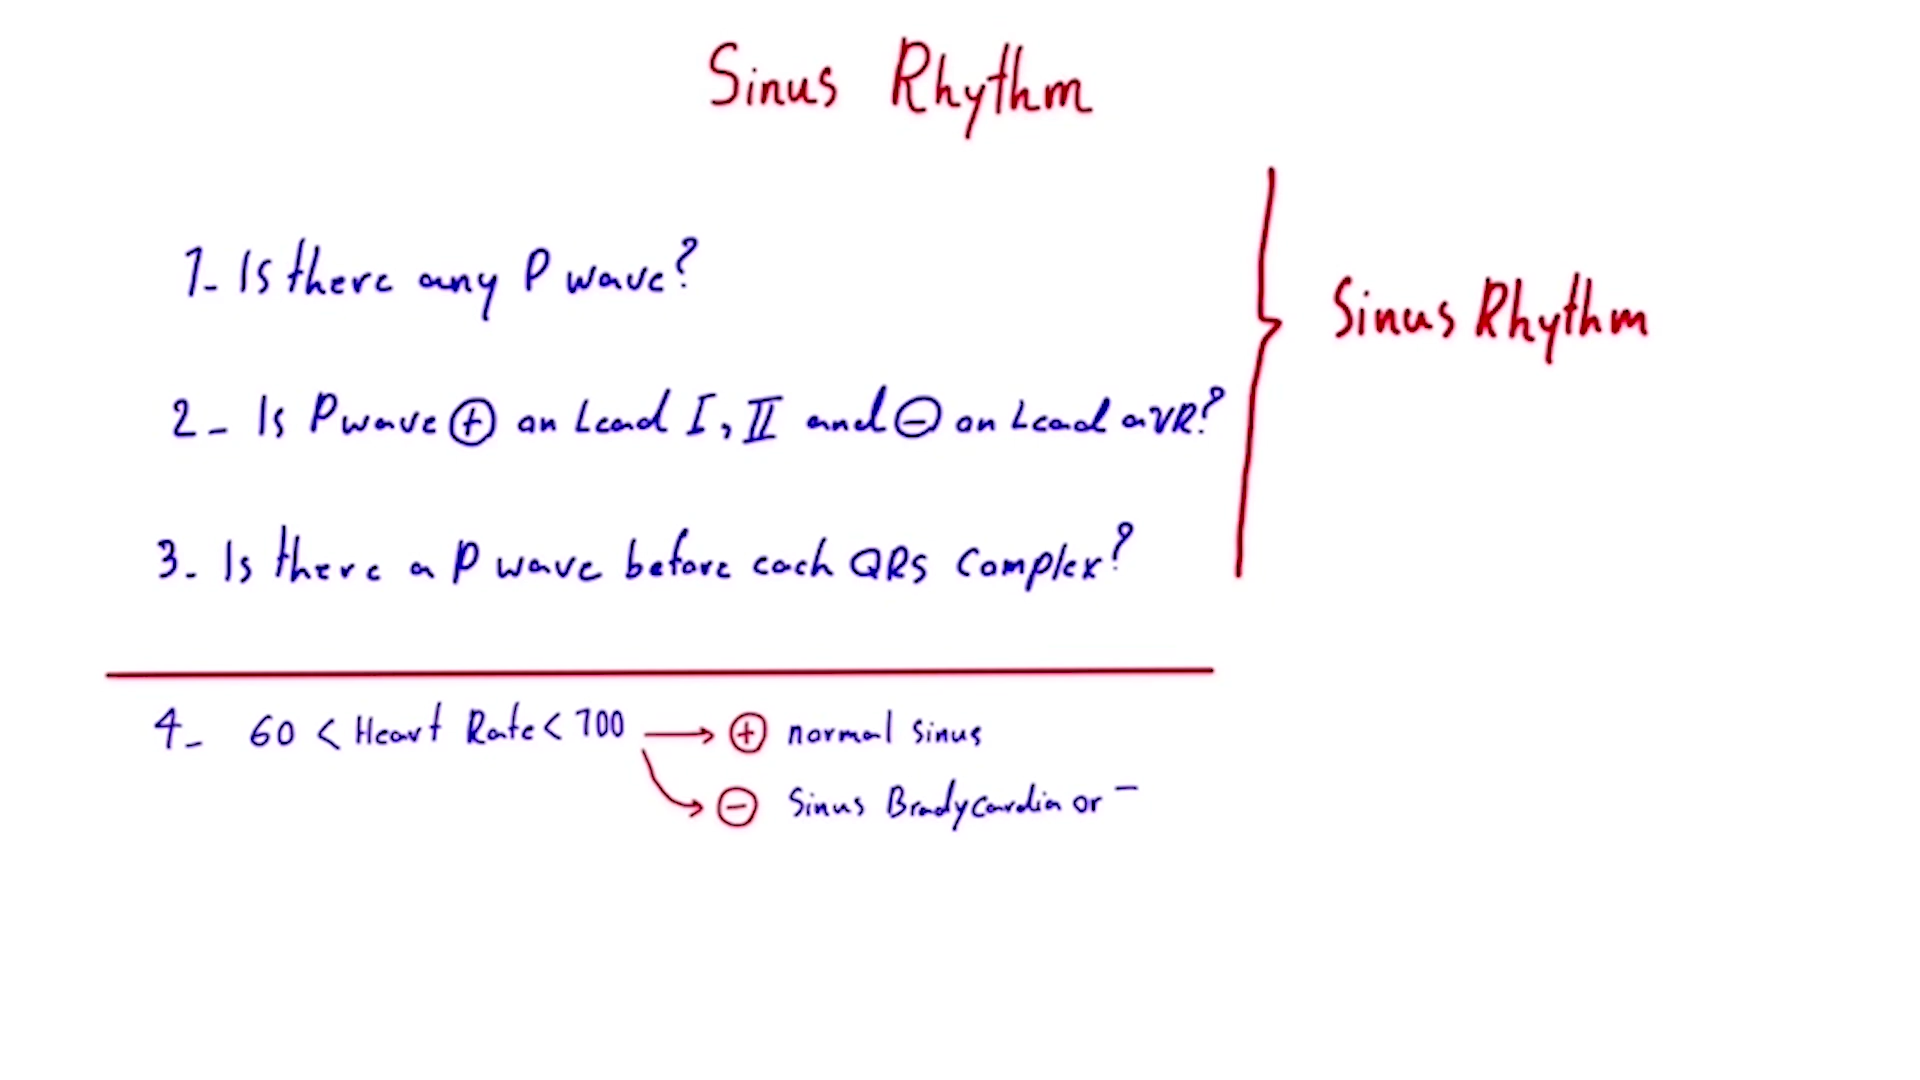 Sinus Rhythm
1- Is there any P wave?
2- Is P wave ⊕ on Lead I, II and ⊖ on Lead aVR?
3- Is there a P wave before each QRS Complex?
Sinus Rhythm
4- 60 < Heart Rate < 100 → ⊕ normal sinus
→ ⊖ Sinus Bradycardia or